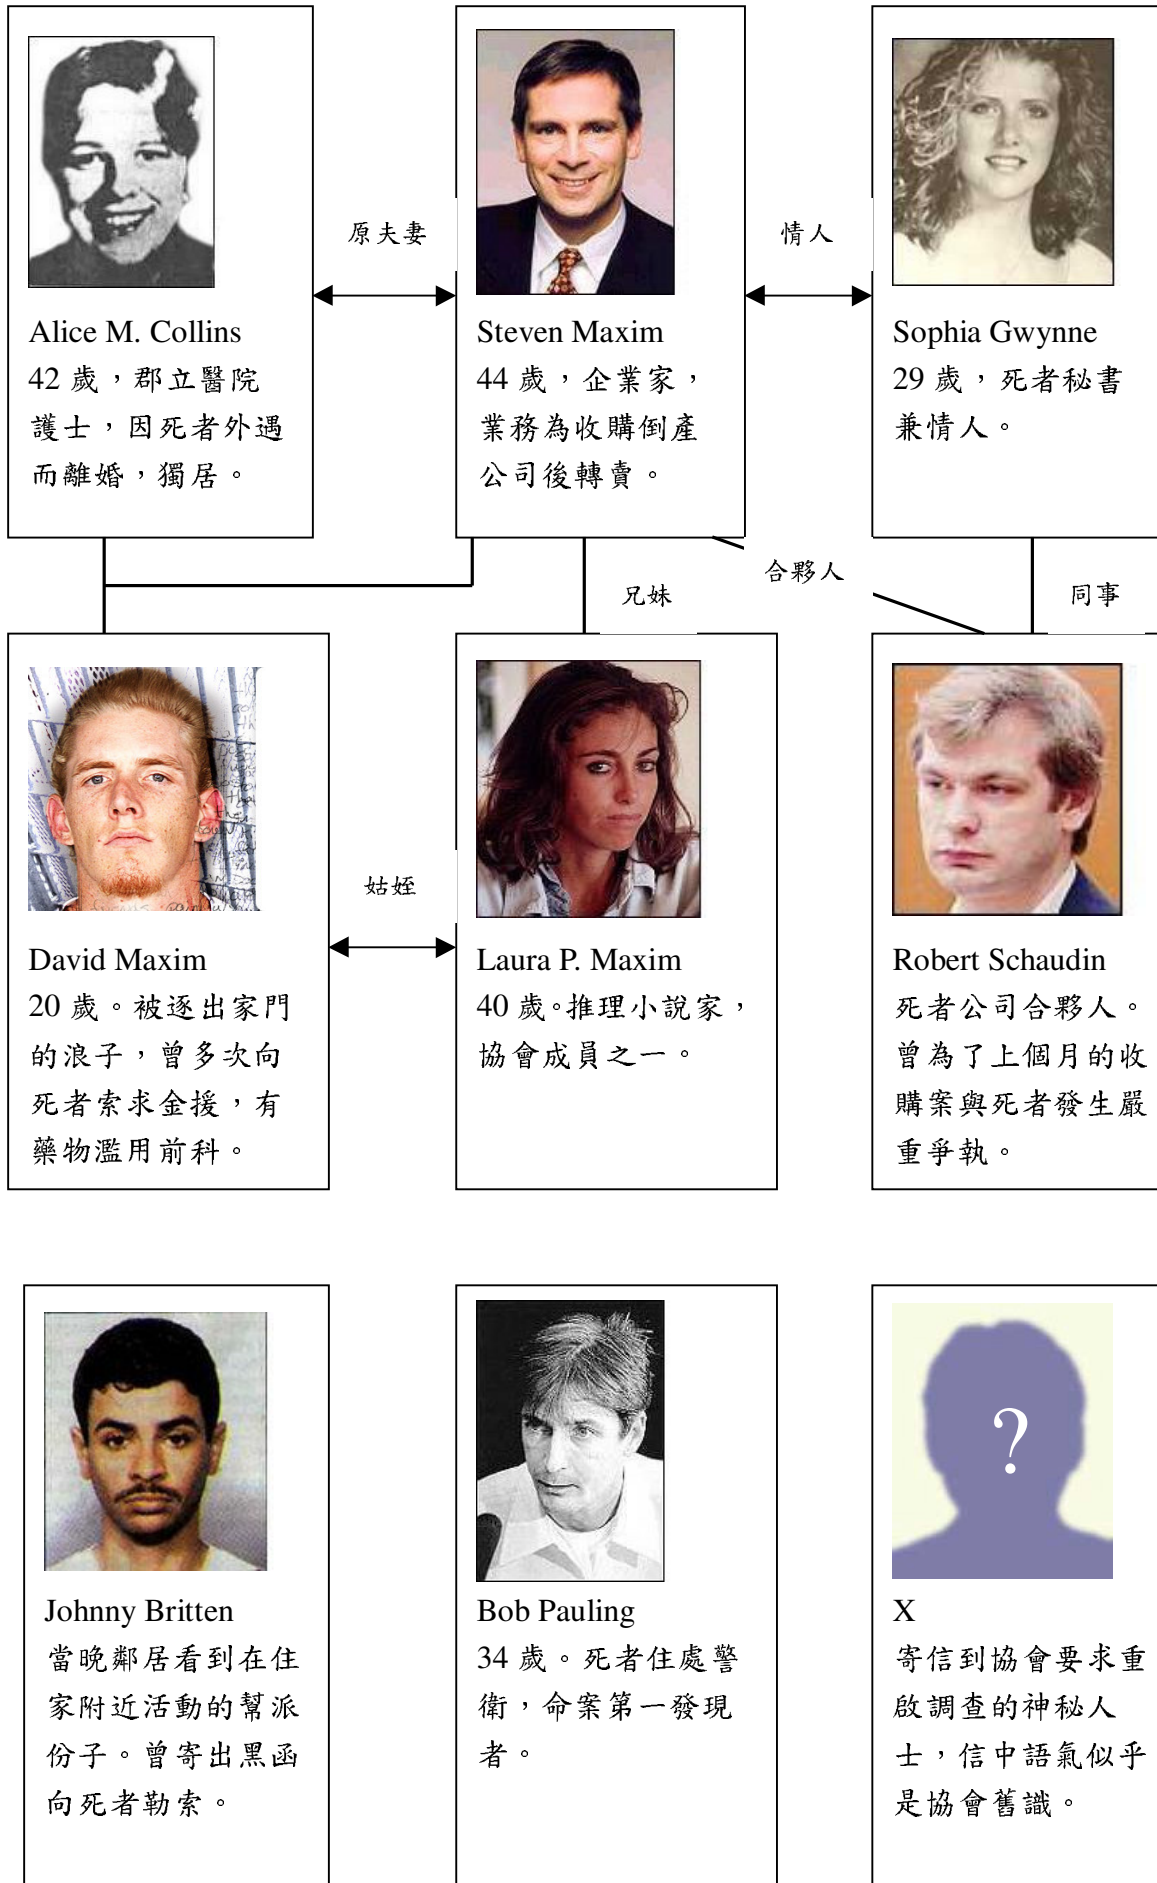 原夫妻
情人
Alice M. Collins
42 歲，郡立醫院
護士，因死者外遇
而離婚，獨居。
Steven Maxim
44 歲，企業家，
業務為收購倒產
公司後轉賣。
Sophia Gwynne
29 歲，死者秘書
兼情人。
合夥人
兄妹
同事
姑姪
David Maxim
20 歲。被逐出家門
的浪子，曾多次向
死者索求金援，有
藥物濫用前科。
Laura P. Maxim
40 歲。推理小說家，
協會成員之一。
Robert Schaudin
死者公司合夥人。
曾為了上個月的收
購案與死者發生嚴
重爭執。
Johnny Britten
當晚鄰居看到在住
家附近活動的幫派
份子。曾寄出黑函
向死者勒索。
Bob Pauling
34 歲。死者住處警
衛，命案第一發現
者。
?
X
寄信到協會要求重
啟調查的神秘人
士，信中語氣似乎
是協會舊識。